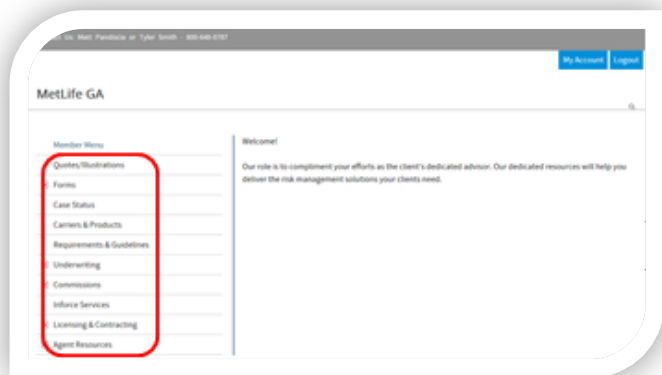 Us: Matt Pandiscia or Tyler Smith - 800-646-0707
My Account Logout
MetLife GA
Member Menu
Quotes/Illustrations
Forms
Case Status
Carriers & Products
Requirements & Guidelines
Underwriting
Commissions
Inforce Services
Licensing & Contracting
Agent Resources
Welcome!
Our role is to compliment your efforts as the client's dedicated advisor. Our dedicated resources will help you
deliver the risk management solutions your clients need.